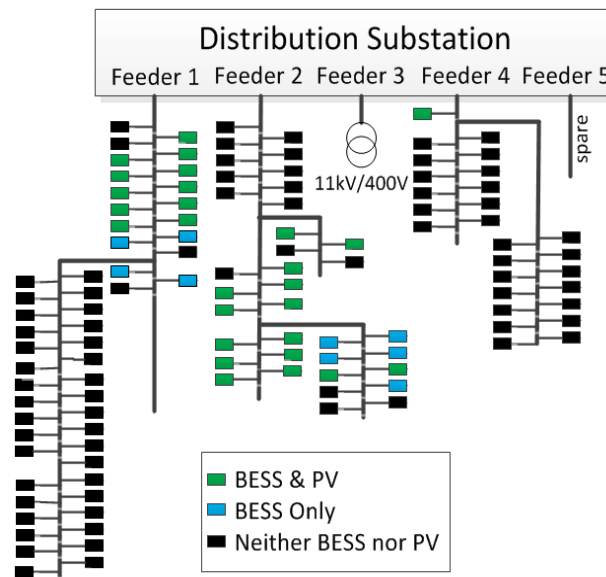 Distribution Substation
Feeder 1 Feeder 2 Feeder 3 Feeder 4 Feeder 5
spare
11kV/400V
BESS & PV
BESS Only
Neither BESS nor PV